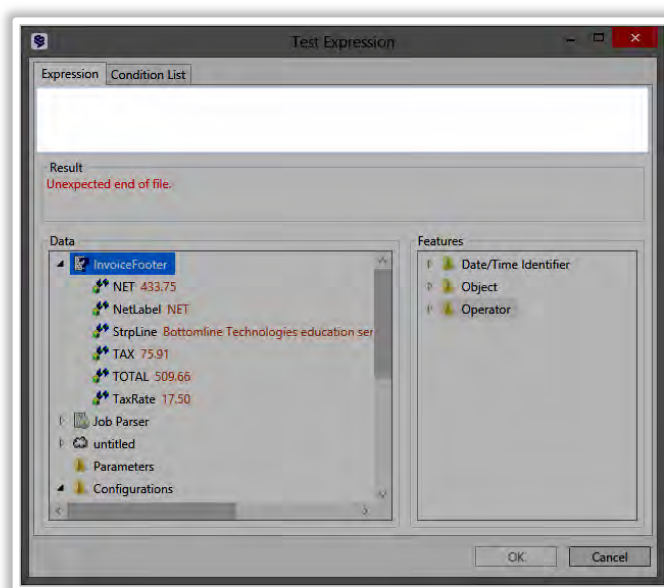 Test Expression
Expression Condition List
Result
Unexpected end of file.
Data
InvoiceFooter
NET 433.75
NetLabel NET
StrpLine Bottomline Technologies education ser
TAX 75.91
TOTAL 509.66
TaxRate 17.50
Job Parser
untitled
Parameters
Configurations
Features
Date/Time Identifier
Object
Operator
OK Cancel